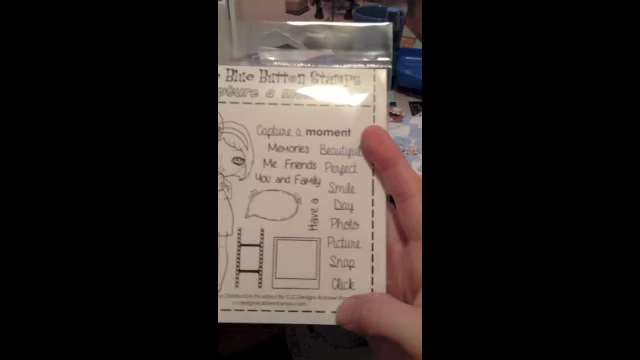 Blue Button Stamps
Capture a moment
Memories Beautiful
Me Friends Perfect
You and Family
Smile
Have a
Day
Photo
Picture
Snap
Click